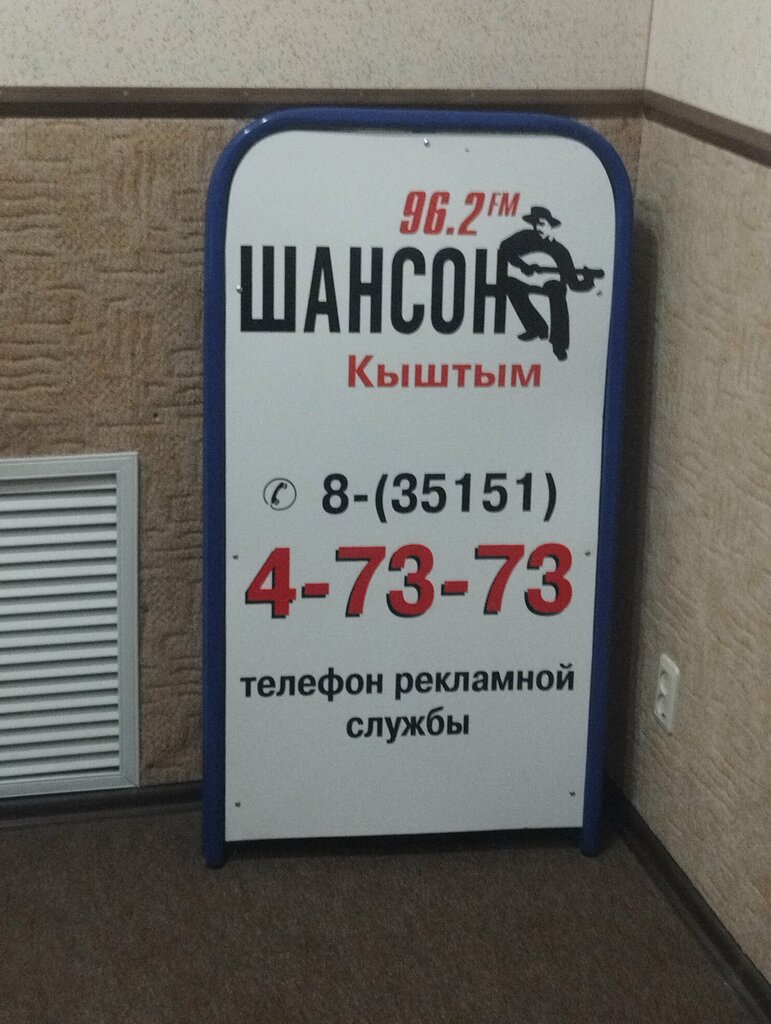 96.2 FM
ШАНСОН
Кыштым
✆ 8-(35151)
4-73-73
телефон рекламной
службы